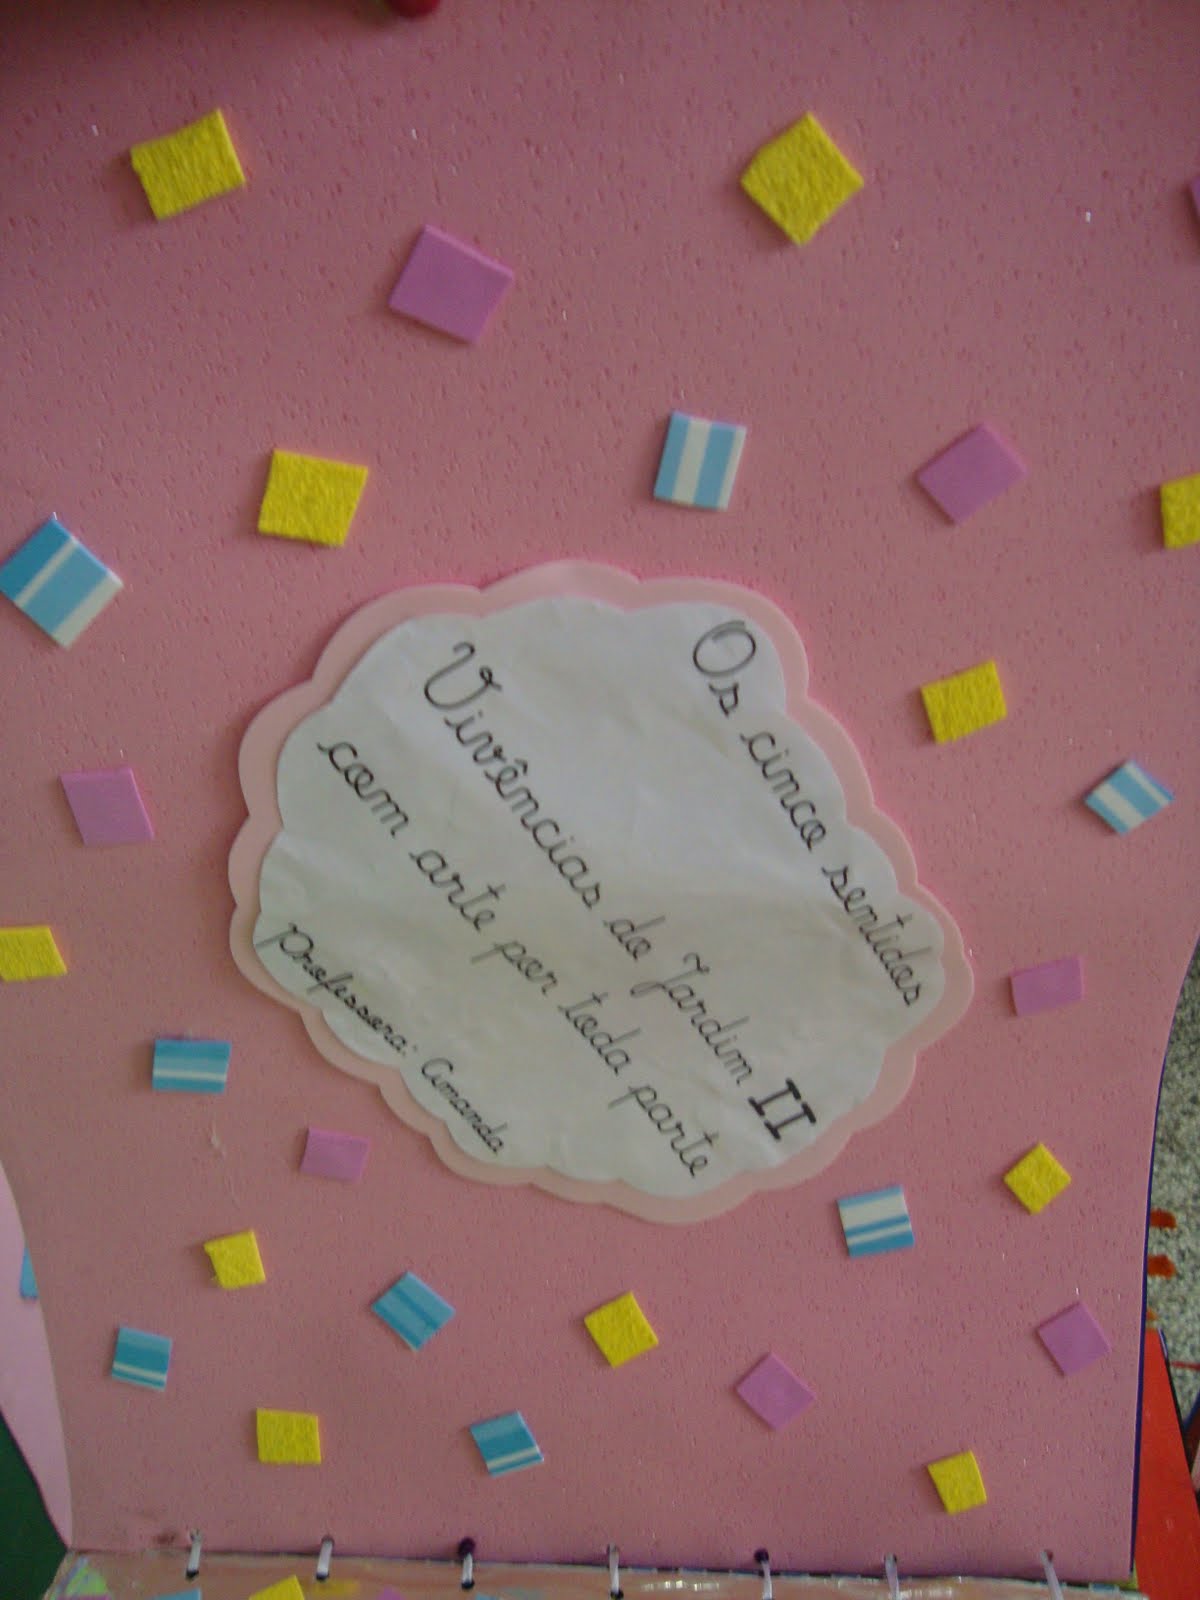 Os cinco sentidos
Vivências do Jardim II
com arte por toda parte
Professora: Amanda